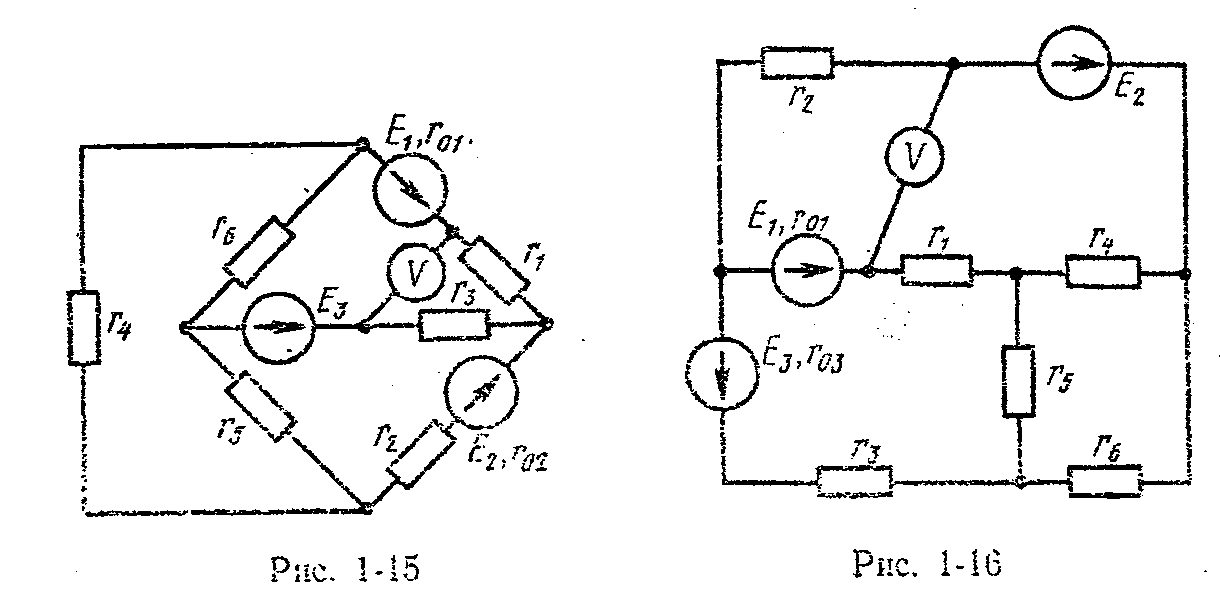 E₁, r₀₁.
r₆
V
r₁
E₃
r₃
r₄
r₅
r₂
E₂, r₀₂
Рис. 1-15
r₂
E₂
V
E₁, r₀₁
r₁
r₄
E₃, r₀₃
r₅
r₃
r₆
Рис. 1-16